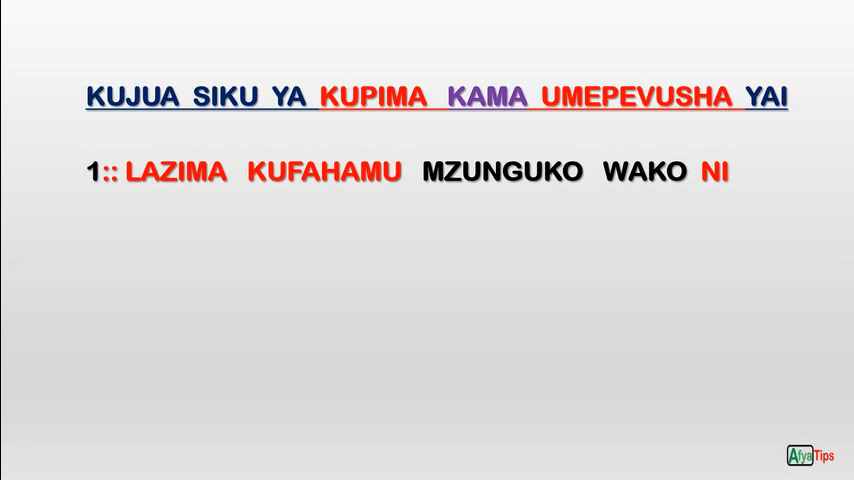 KUJUA SIKU YA KUPIMA KAMA UMEPEVUSHA YAI
1:: LAZIMA KUFAHAMU MZUNGUKO WAKO NI
AfyaTips